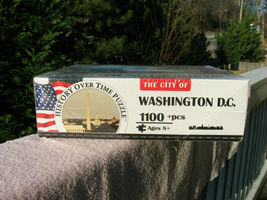 HISTORY OVER TIME PUZZLE
THE CITY OF
WASHINGTON D.C.
1100 +pcs
Ages 8+